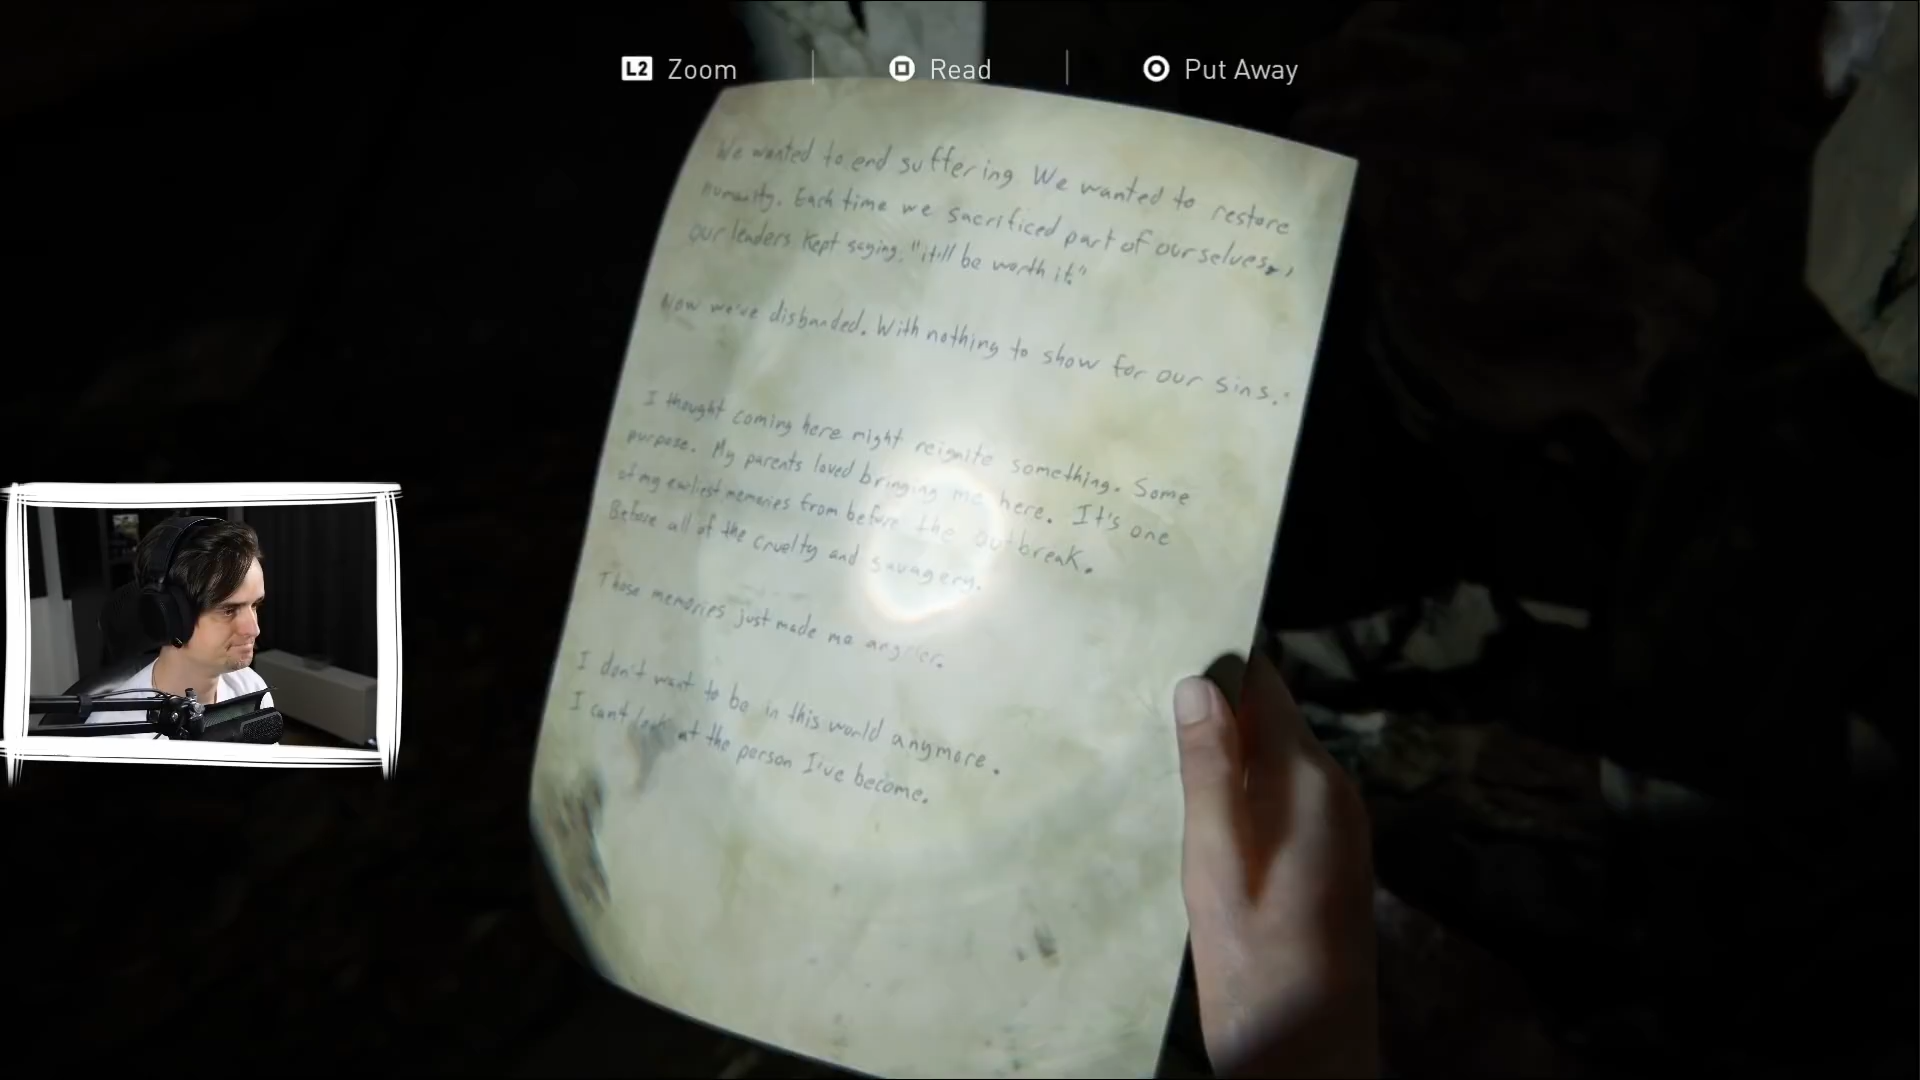 L2 Zoom
Read
Put Away
We wanted to end suffering We wanted to restore
humanity. Each time we sacrificed part of ourselves,
our leaders kept saying, "it'll be worth it."
Now we've disbanded. With nothing to show for our sins.
I thought coming here might reignite something. Some
purpose. My parents loved bringing me here. It's one
of my earliest memories from before the outbreak.
Before all of the cruelty and savagery.
Those memories just made me angrier.
I don't want to be in this world anymore.
I can't look at the person I've become.